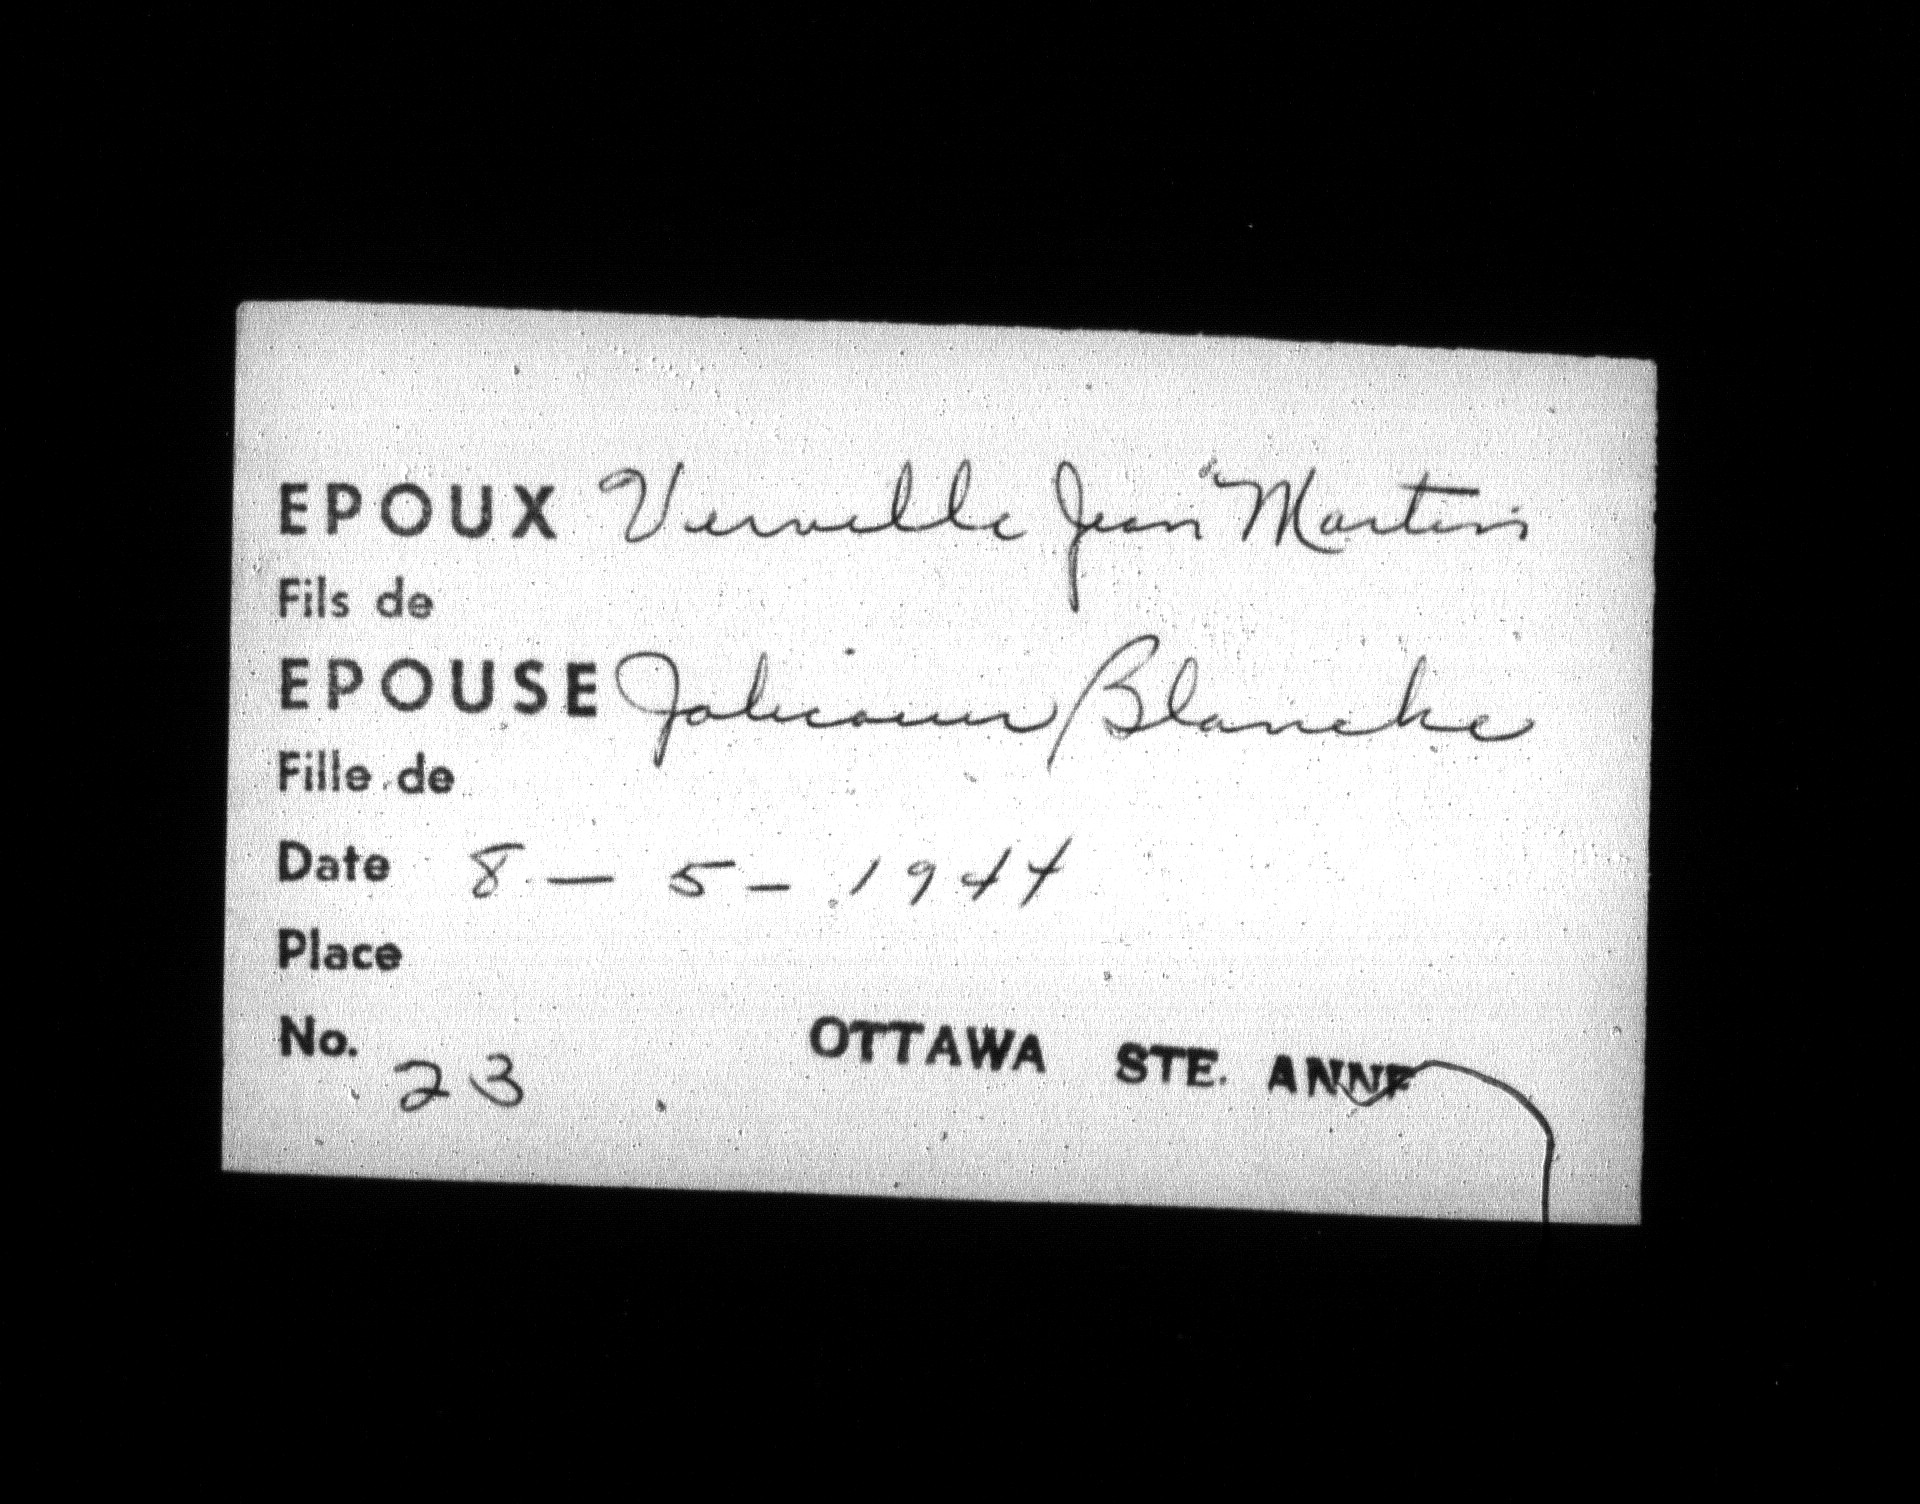 EPOUX Verville Jean Martin
Fils de
EPOUSE Jolicoeur Blanche
Fille de
Date 8 - 5 - 1944
Place
No. 23 OTTAWA STE. ANNE